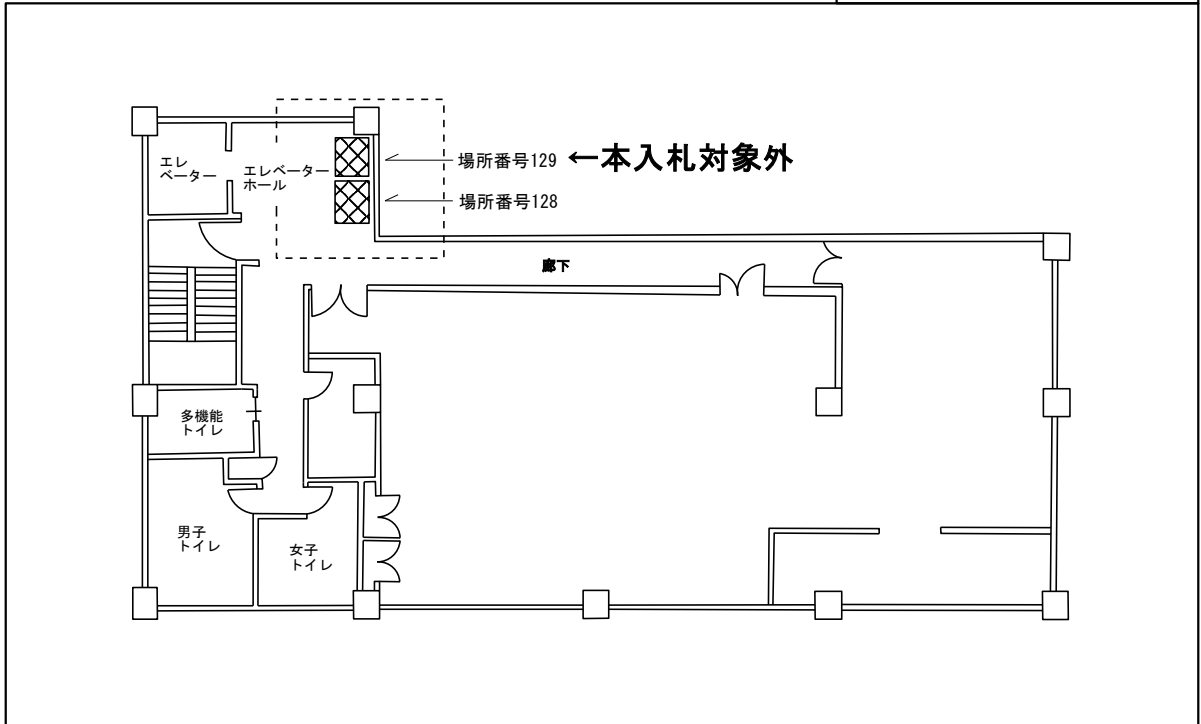 場所番号129 ←本入札対象外
エレ
ベーター
エレベーター
ホール
場所番号128
廊下
多機能
トイレ
男子
トイレ
女子
トイレ